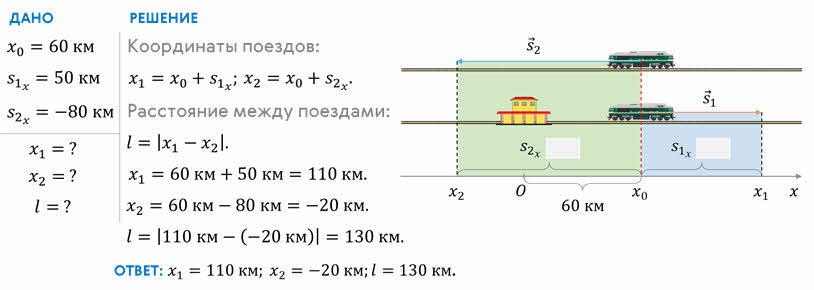 ДАНО
x₀ = 60 км
s₁ₓ = 50 км
s₂ₓ = −80 км
x₁ = ?
x₂ = ?
l = ?
РЕШЕНИЕ
Координаты поездов:
x₁ = x₀ + s₁ₓ; x₂ = x₀ + s₂ₓ.
Расстояние между поездами:
l = |x₁ − x₂|.
x₁ = 60 км + 50 км = 110 км.
x₂ = 60 км − 80 км = −20 км.
l = |110 км − (−20 км)| = 130 км.
ОТВЕТ: x₁ = 110 км; x₂ = −20 км; l = 130 км.
s⃗₂
s⃗₁
s₂ₓ s₁ₓ
x₂ O x₀ x₁ x
60 км